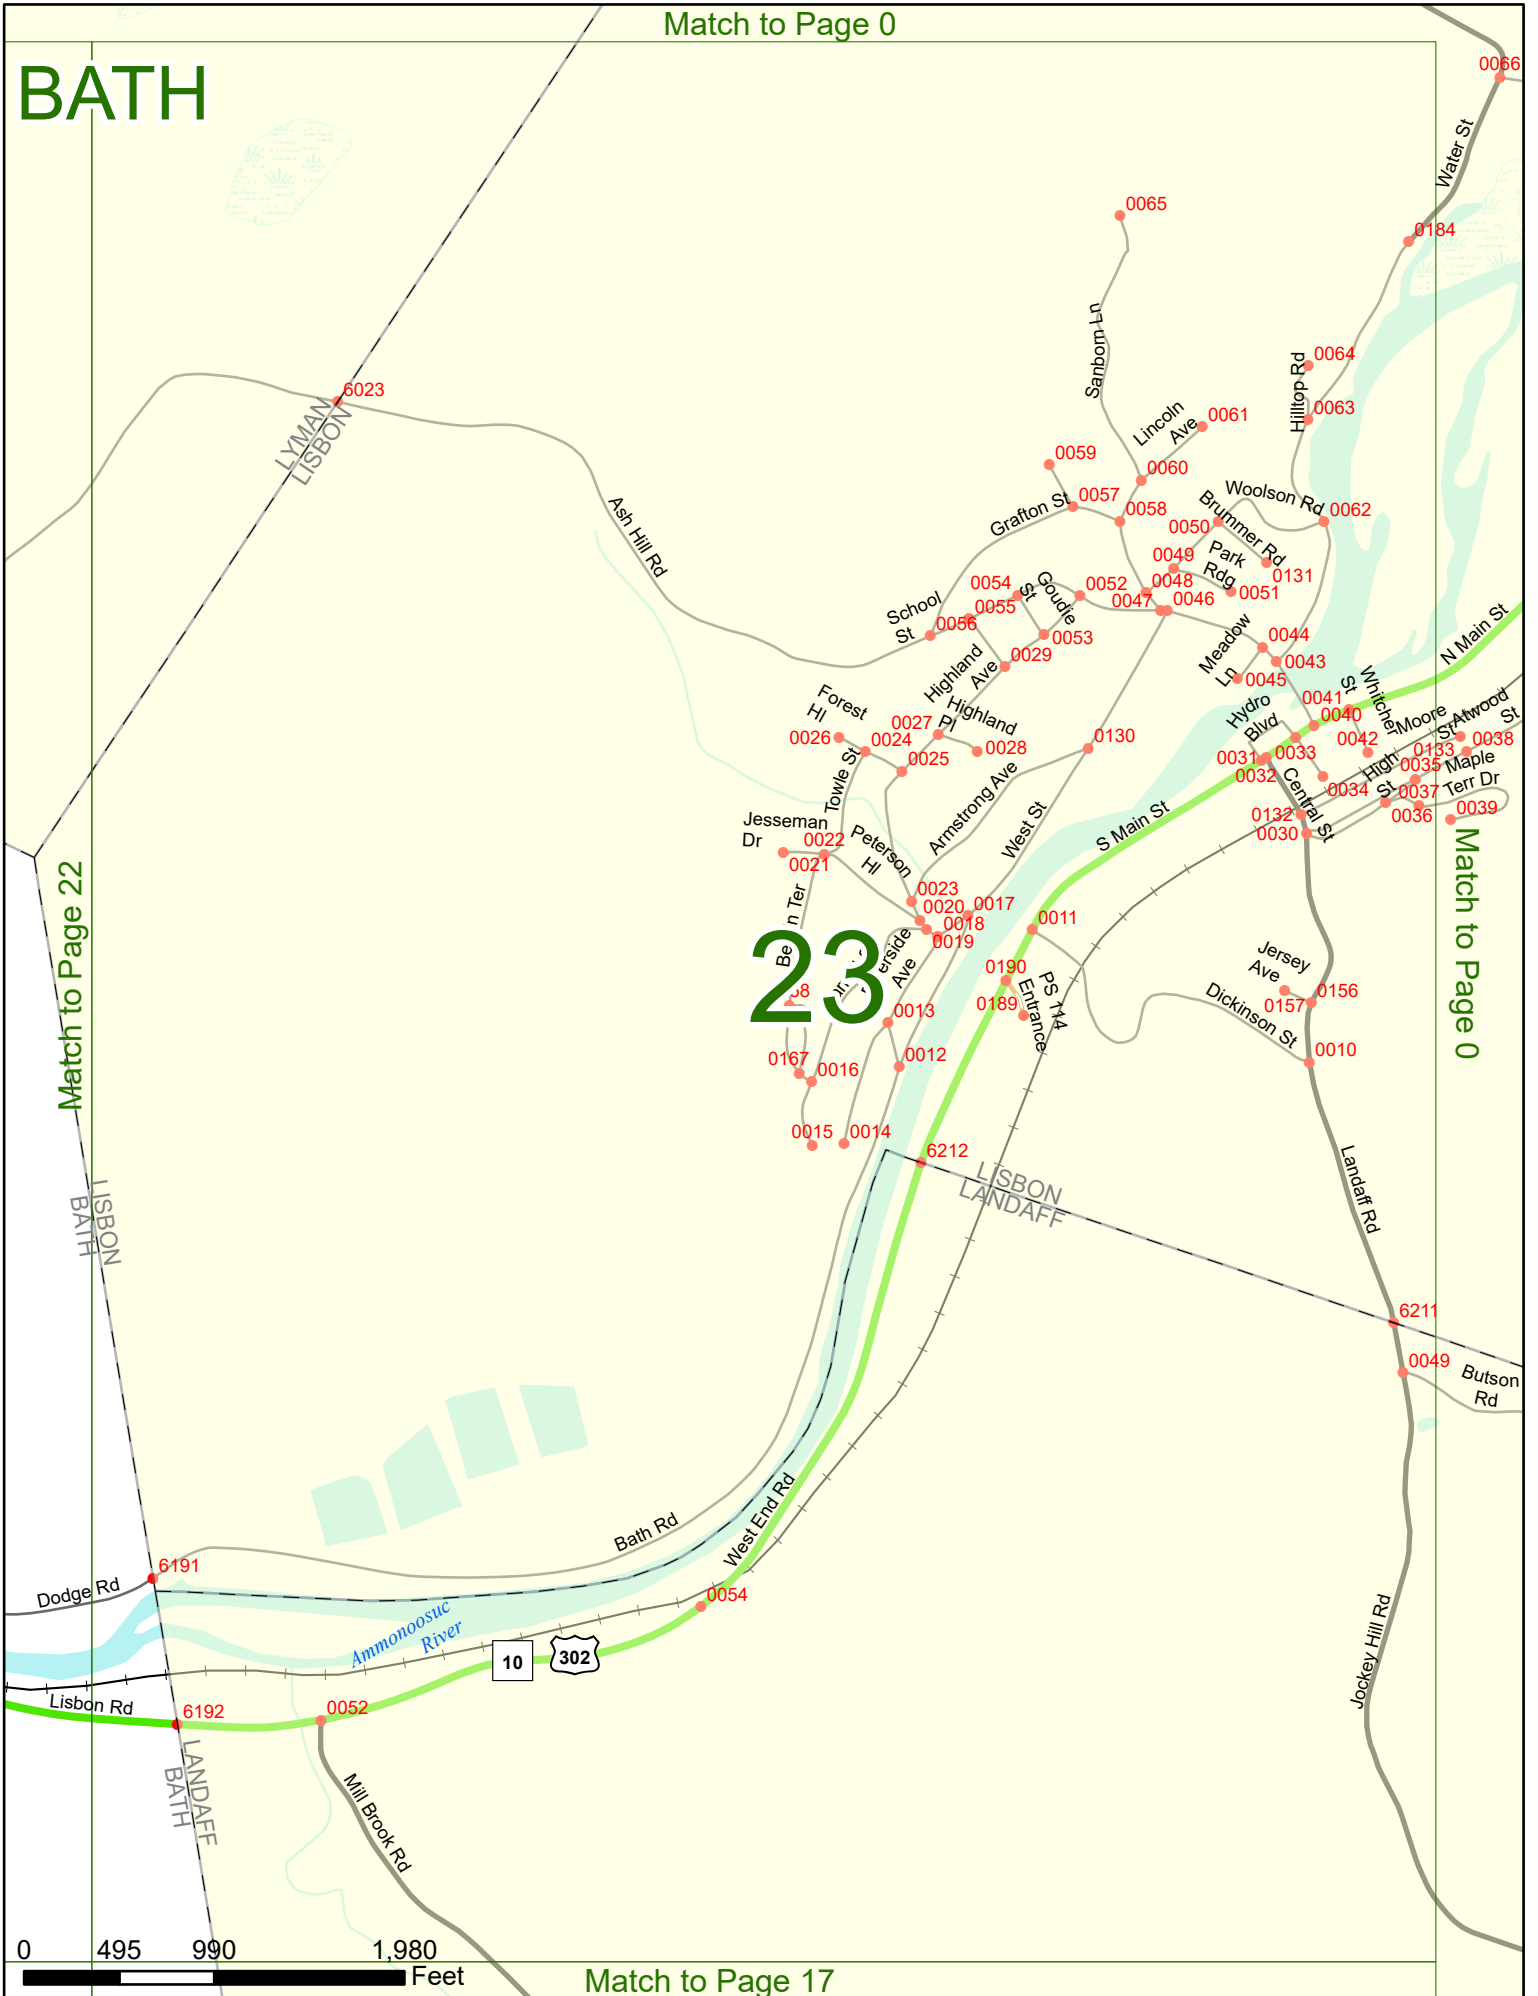 Match to Page 0
BATH
0066
Water St
0184
0065
Sanborn Ln
0064
Hilltop Rd
0063
6023
LYMAN
LISBON
Lincoln
Ave
0061
0059
0060
Ash Hill Rd
Grafton St
0057
0058
Woolson Rd
0062
0050
Brummer Rd
0049
Park
Rdg
0131
0051
0054
Goudie
St
0052
0048
0047
0046
School
St
0055
0056
0053
0029
Highland
Ave
Meadow
Ln
0044
0043
0045
N Main St
Forest
Hl
0026
0024
0027
Highland
Pl
0028
0025
0130
Hydro
Blvd
0041
0040
Whitcher
St
0042
Moore
St
Atwood
St
0133
0038
0031
0032
0033
0034
High
St
0035
Maple
Terr Dr
0037
0036
0039
Towle St
Central St
0132
0030
Armstrong Ave
West St
S Main St
Jesseman
Dr
0022
0021
Peterson
Hl
0023
0020
0017
0018
0019
0011
Match to Page 22
Match to Page 0
n Ter
23
Ave
0190
0189
PS 114
Entrance
Jersey
Ave
0156
0157
Dickinson St
0010
0013
0012
0167
0016
0015
0014
6212
LISBON
LANDAFF
LISBON
BATH
Landaff Rd
6211
0049
Butson
Rd
Bath Rd
West End Rd
6191
Dodge Rd
0054
Ammonoosuc
River
10
302
Jockey Hill Rd
Lisbon Rd
6192
0052
LANDAFF
BATH
Mill Brook Rd
0 495 990 1,980
Feet
Match to Page 17